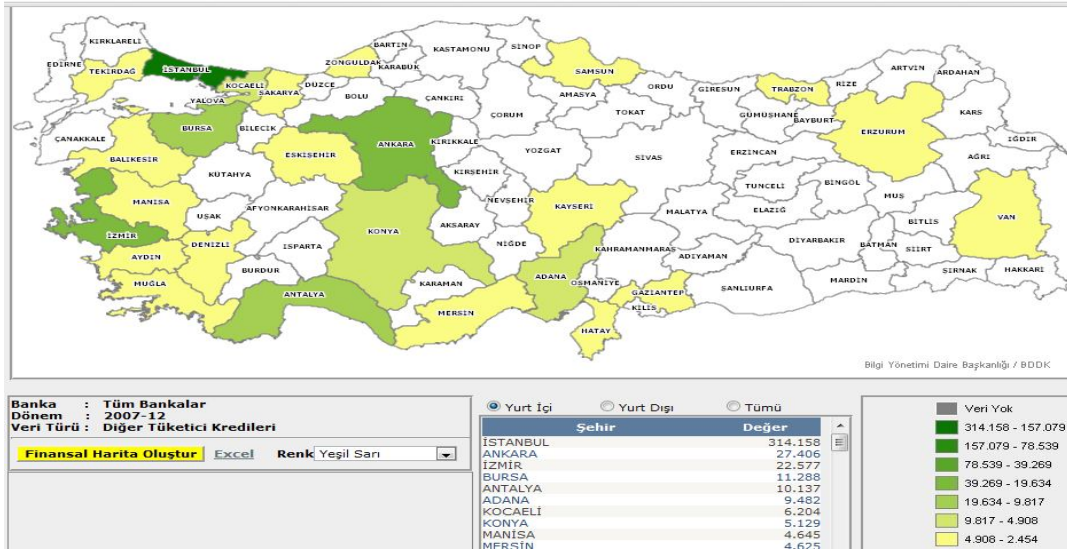 KIRKLARELİ
EDİRNE
TEKİRDAĞ
İSTANBUL
KOCAELİ
YALOVA
SAKARYA
DÜZCE
ZONGULDAK
BARTIN
KARABÜK
KASTAMONU
SİNOP
SAMSUN
ORDU
GİRESUN
TRABZON
RİZE
ARTVİN
ARDAHAN
KARS
IĞDIR
AĞRI
ERZURUM
BAYBURT
GÜMÜŞHANE
ERZİNCAN
TOKAT
AMASYA
ÇORUM
ÇANKIRI
BOLU
BİLECİK
BURSA
ÇANAKKALE
BALIKESİR
KÜTAHYA
ESKİŞEHİR
ANKARA
KIRIKKALE
KIRŞEHİR
YOZGAT
SİVAS
TUNCELİ
BİNGOL
MUŞ
BİTLİS
VAN
HAKKARİ
ŞIRNAK
SİİRT
BATMAN
DİYARBAKIR
MARDİN
ELAZIĞ
MALATYA
ADIYAMAN
SANLIURFA
KAHRAMANMARAS
GAZİANTEP
KİLİS
HATAY
OSMANİYE
ADANA
KAYSERİ
NEVSEHİR
NİĞDE
AKSARAY
KONYA
KARAMAN
MERSİN
ANTALYA
ISPARTA
BURDUR
AFYONKARAHISAR
UŞAK
MANİSA
İZMİR
AYDIN
DENİZLİ
MUĞLA
Bilgi Yönetimi Daire Başkanlığı / BDDK
Banka : Tüm Bankalar
Dönem : 2007-12
Veri Türü : Diğer Tüketici Kredileri
Finansal Harita Oluştur Excel Renk Yeşil Sarı
Yurt İçi Yurt Dışı Tümü
Şehir Değer
İSTANBUL 314.158
ANKARA 27.406
İZMİR 22.577
BURSA 11.288
ANTALYA 10.137
ADANA 9.482
KOCAELİ 6.204
KONYA 5.129
MANİSA 4.645
MERSİN 4.625
Veri Yok
314.158 - 157.079
157.079 - 78.539
78.539 - 39.269
39.269 - 19.634
19.634 - 9.817
9.817 - 4.908
4.908 - 2.454